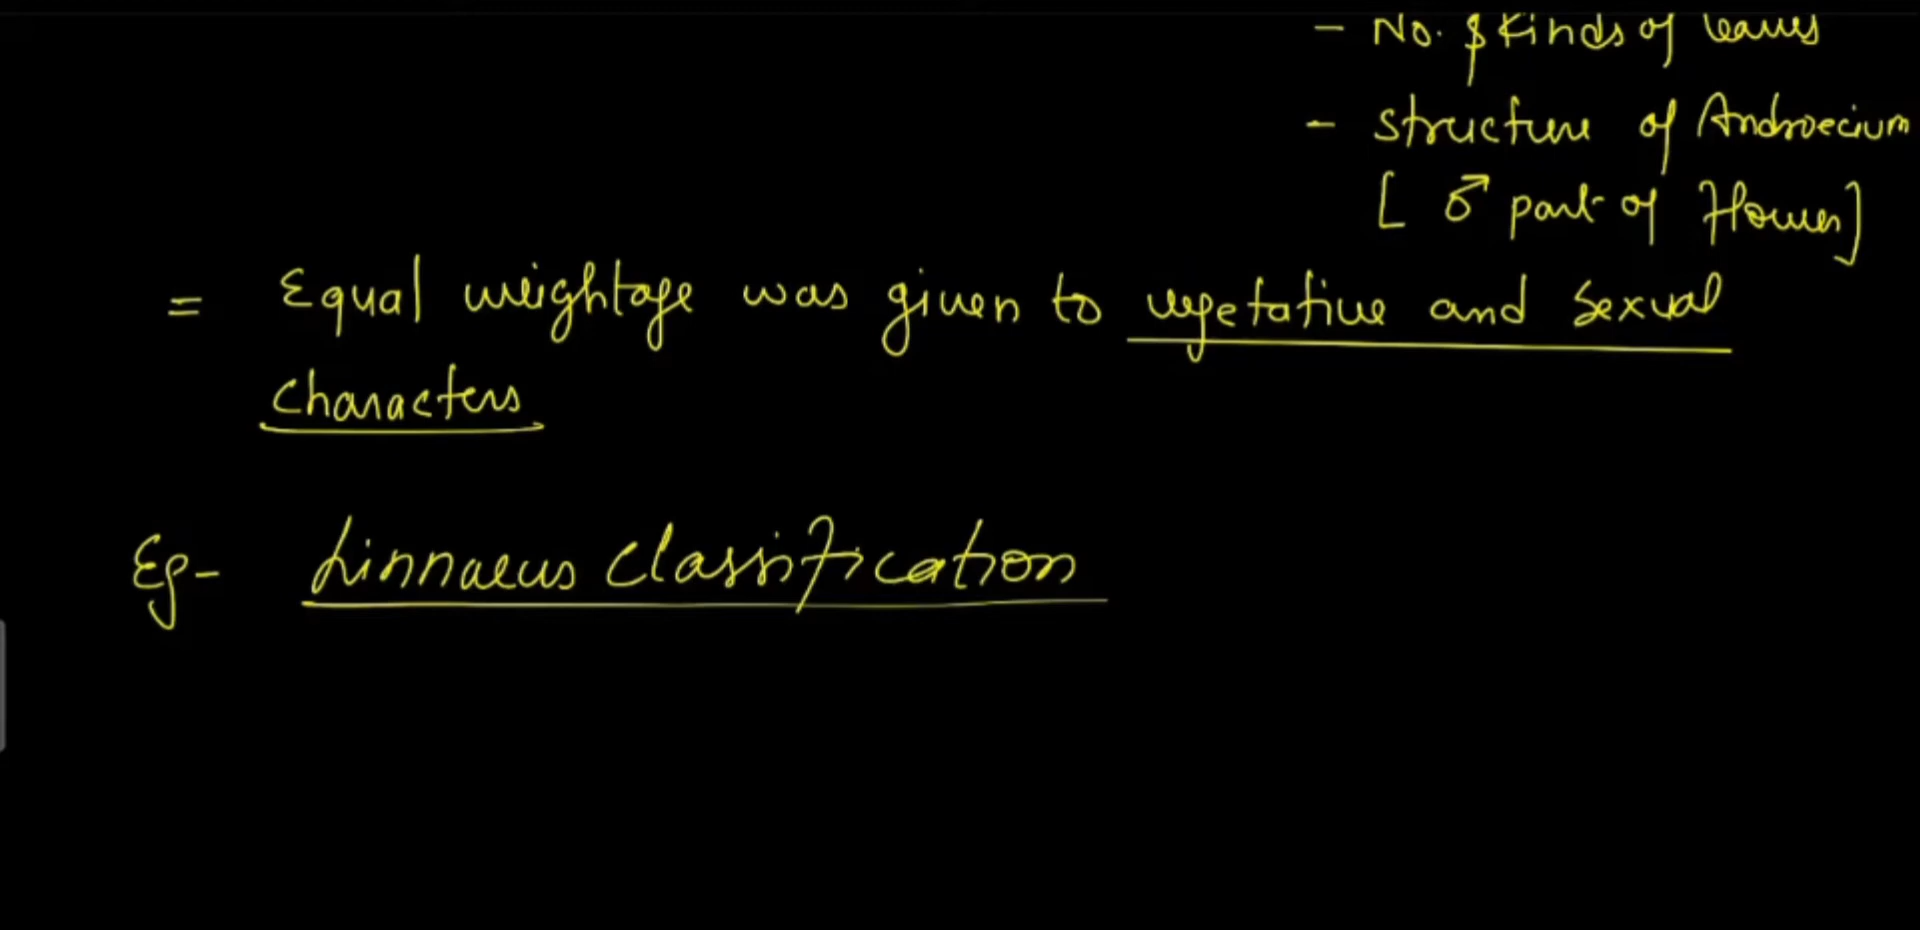 - No. & kinds of leaves
- structure of Androecium
[ ♂ part of Flower]
= Equal weightage was given to vegetative and sexual
characters
Eg- Linnaeus Classification